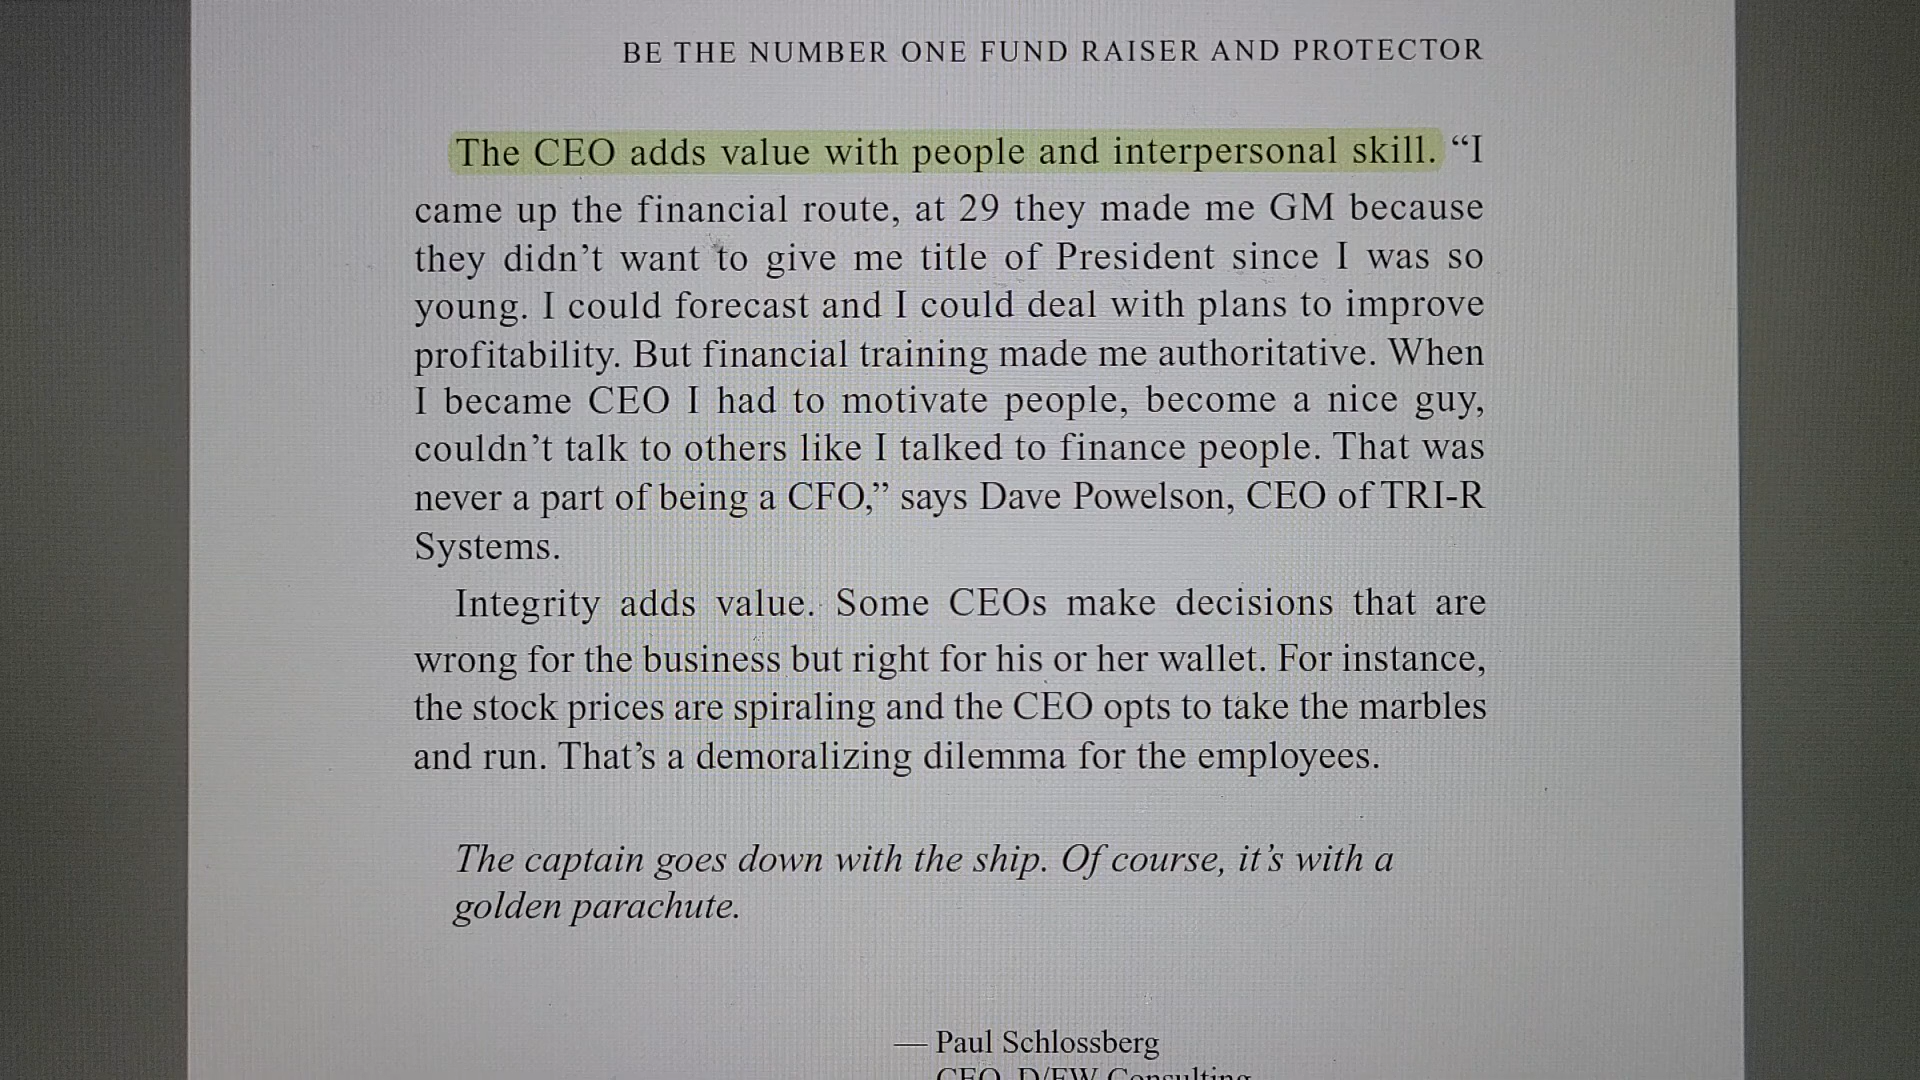 BE THE NUMBER ONE FUND RAISER AND PROTECTOR
The CEO adds value with people and interpersonal skill. “I
came up the financial route, at 29 they made me GM because
they didn’t want to give me title of President since I was so
young. I could forecast and I could deal with plans to improve
profitability. But financial training made me authoritative. When
I became CEO I had to motivate people, become a nice guy,
couldn’t talk to others like I talked to finance people. That was
never a part of being a CFO,” says Dave Powelson, CEO of TRI-R
Systems.
Integrity adds value. Some CEOs make decisions that are
wrong for the business but right for his or her wallet. For instance,
the stock prices are spiraling and the CEO opts to take the marbles
and run. That’s a demoralizing dilemma for the employees.
The captain goes down with the ship. Of course, it’s with a
golden parachute.
— Paul Schlossberg
CEO, D/FW Consulting